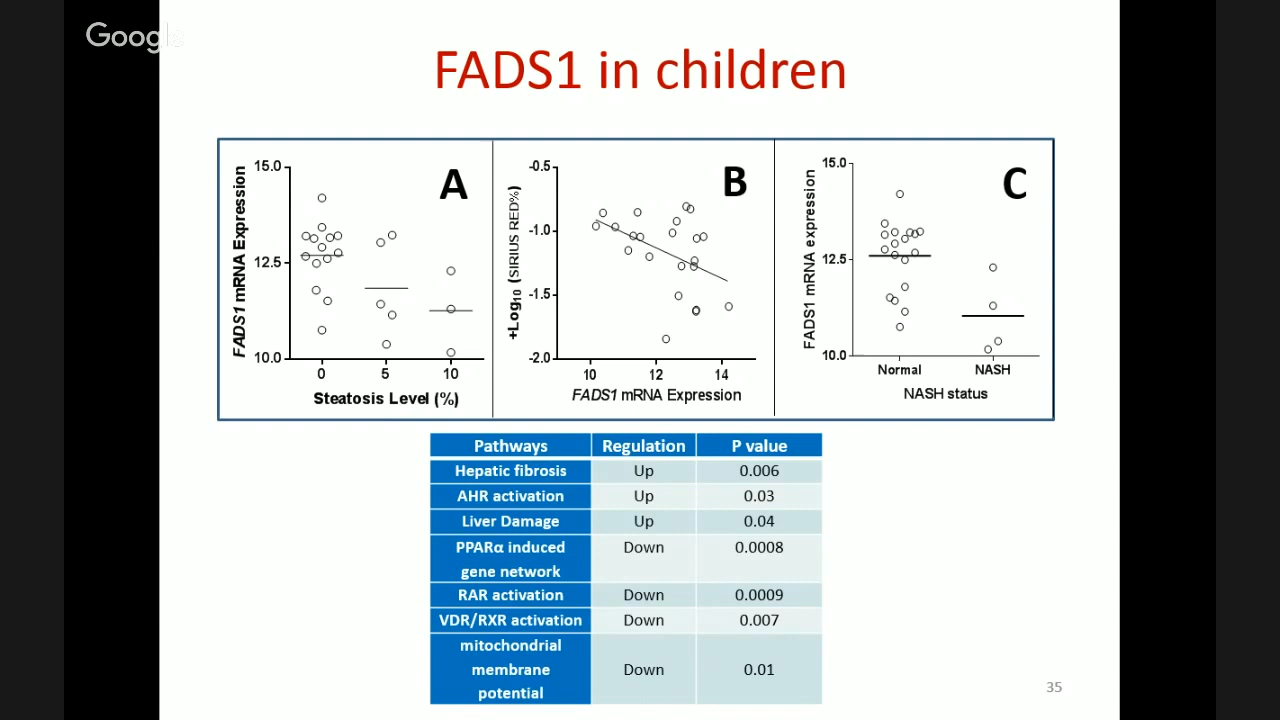 Google
FADS1 in children
A
FADS1 mRNA Expression
15.0
12.5
10.0
0
5
10
Steatosis Level (%)
B
+Log10 (SIRIUS RED%)
-0.5
-1.0
-1.5
-2.0
10
12
14
FADS1 mRNA Expression
C
FADS1 mRNA expression
15.0
12.5
10.0
Normal
NASH
NASH status
Pathways Regulation P value
Hepatic fibrosis Up 0.006
AHR activation Up 0.03
Liver Damage Up 0.04
PPARα induced
gene network Down 0.0008
RAR activation Down 0.0009
VDR/RXR activation Down 0.007
mitochondrial
membrane
potential Down 0.01
35